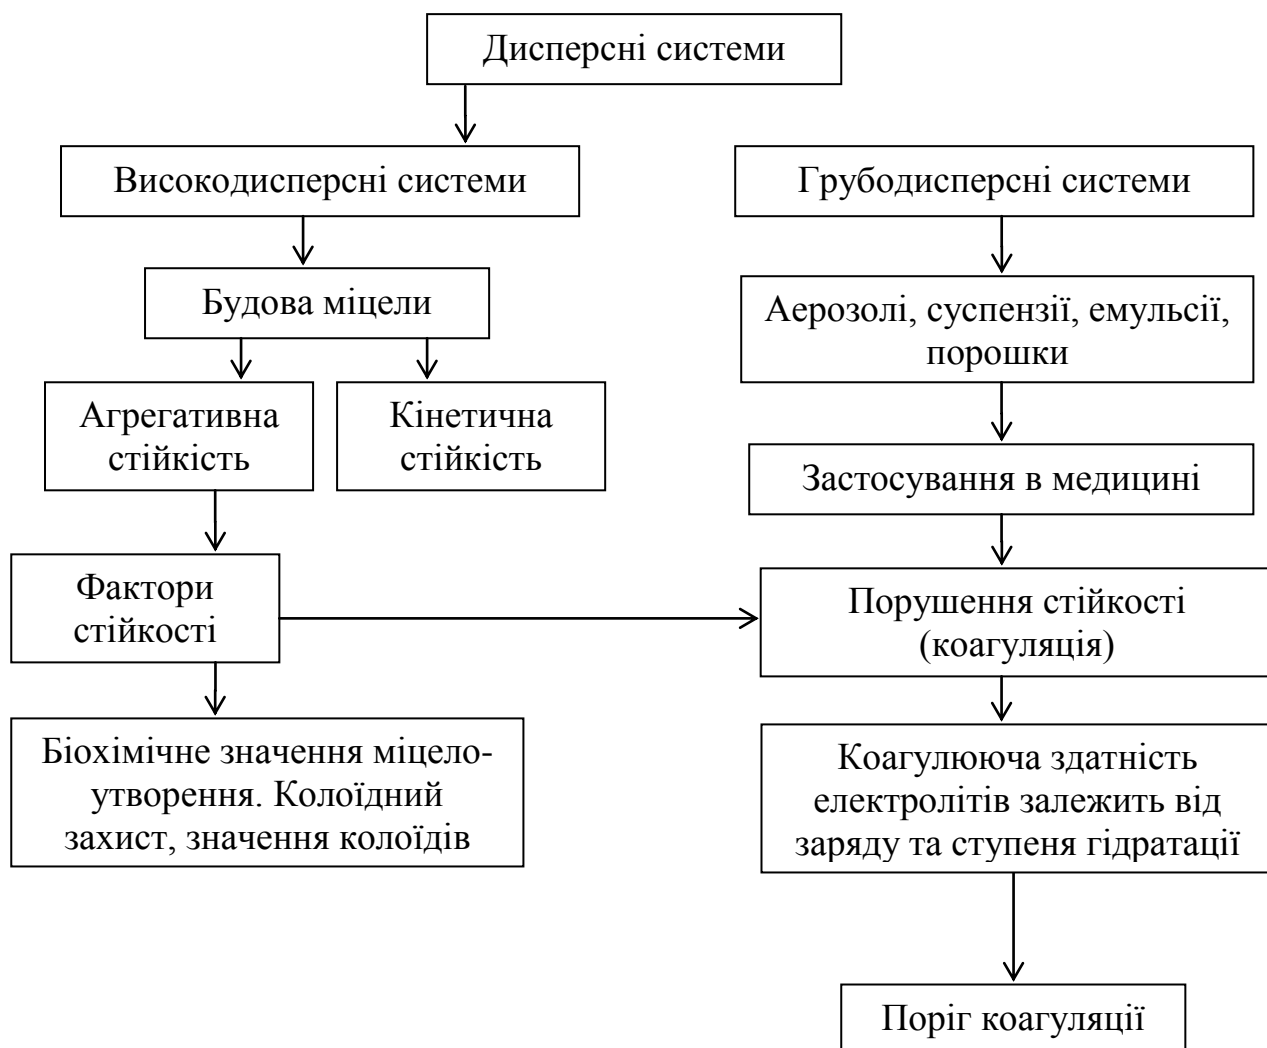 Дисперсні системи
Високодисперсні системи
Грубодисперсні системи
Будова міцели
Аерозолі, суспензії, емульсії,
порошки
Агрегативна
стійкість
Кінетична
стійкість
Застосування в медицині
Фактори
стійкості
Порушення стійкості
(коагуляція)
Біохімічне значення міцело-
утворення. Колоїдний
захист, значення колоїдів
Коагулююча здатність
електролітів залежить від
заряду та ступеня гідратації
Поріг коагуляції